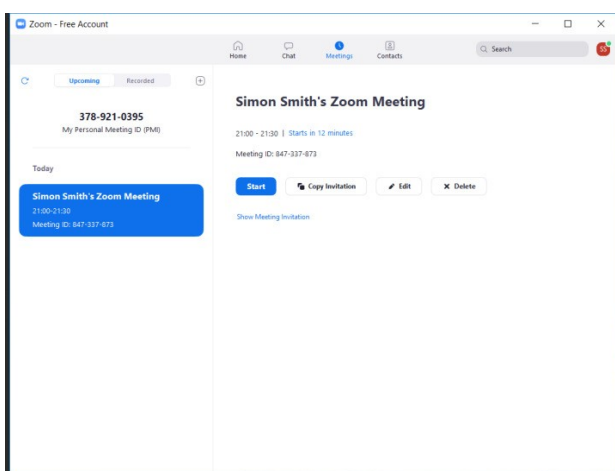 Zoom - Free Account
Home Chat Meetings Contacts
Search
SS
Upcoming Recorded
378-921-0395
My Personal Meeting ID (PMI)
Today
Simon Smith's Zoom Meeting
21:00-21:30
Meeting ID: 847-337-873
Simon Smith's Zoom Meeting
21:00 - 21:30 | Starts in 12 minutes
Meeting ID: 847-337-873
Start Copy Invitation Edit Delete
Show Meeting Invitation